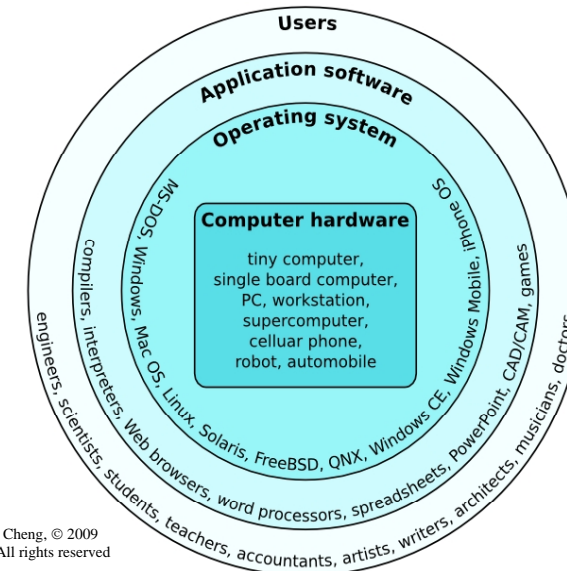 Users
Application software
Operating system
MS-DOS, Windows, Mac OS, Linux, Solaris, FreeBSD, QNX, Windows CE, Windows Mobile, iPhone OS
Computer hardware
tiny computer,
single board computer,
PC, workstation,
supercomputer,
celluar phone,
robot, automobile
compilers, interpreters, Web browsers, word processors, spreadsheets, PowerPoint, CAD/CAM, games
engineers, scientists, students, teachers, accountants, artists, writers, architects, musicians, doctors
Cheng, © 2009
All rights reserved